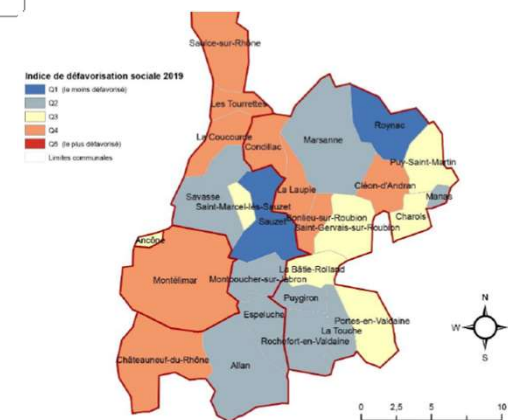 Saulce-sur-Rhône
Indice de défavorisation sociale 2019
Q1 (le moins défavorisé)
Q2
Q3
Q4
Q5 (le plus défavorisé)
Limites communales
Les Tourrettes
La Coucourde
Condillac
Marsanne
Roynac
Puy-Saint-Martin
Cléon-d'Andran
Manas
La Laupie
Savasse
Saint-Marcel-lès-Sauzet
Sauzet
Bonlieu-sur-Roubion
Charols
Saint-Gervais-sur-Roubion
Ancône
La Bâtie-Rolland
Montélimar
Montboucher-sur-Jabron
Puygiron
Espeluche
Portes-en-Valdaine
La Touche
Rochefort-en-Valdaine
Châteauneuf-du-Rhône
Allan
N
W
E
S
0 2,5 5 10